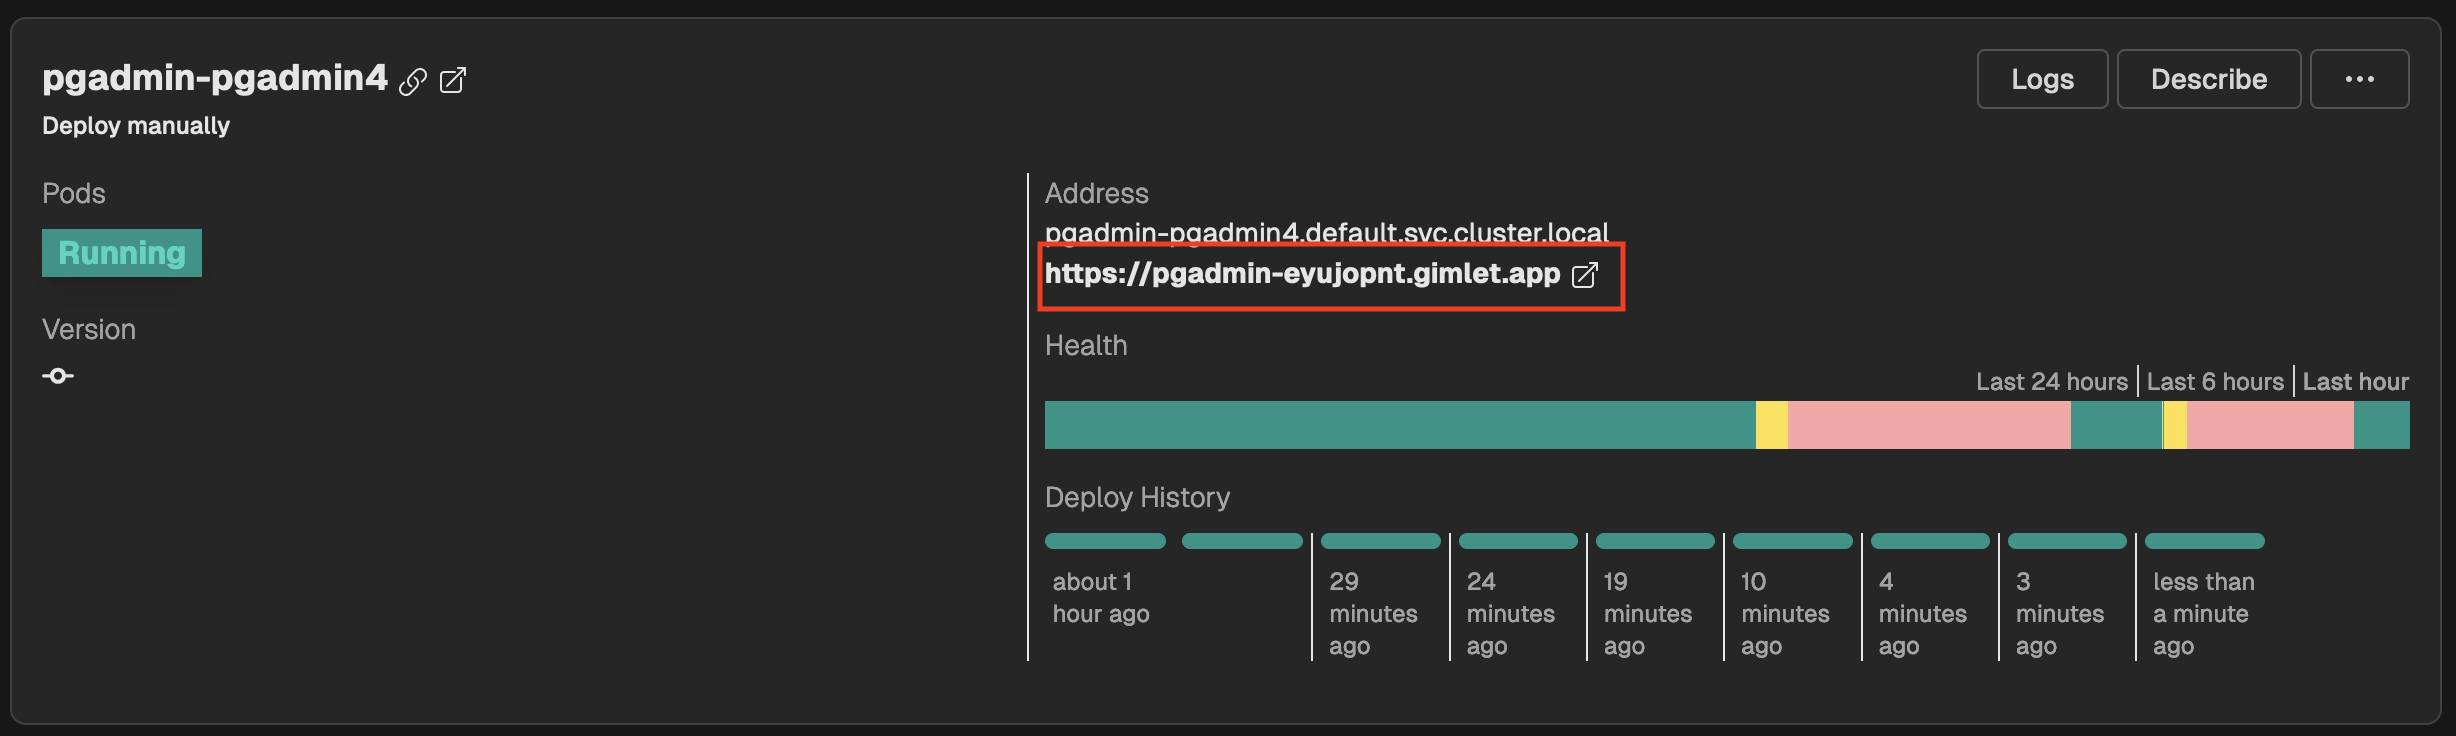 pgadmin-pgadmin4
Logs
Describe
...
Deploy manually
Pods
Running
Version
Address
pgadmin-pgadmin4.default.svc.cluster.local
https://pgadmin-eyujopnt.gimlet.app
Health
Last 24 hours
Last 6 hours
Last hour
Deploy History
about 1
hour ago
29
minutes
ago
24
minutes
ago
19
minutes
ago
10
minutes
ago
4
minutes
ago
3
minutes
ago
less than
a minute
ago